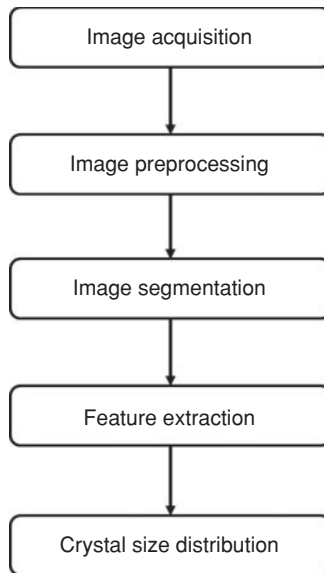 Image acquisition
Image preprocessing
Image segmentation
Feature extraction
Crystal size distribution